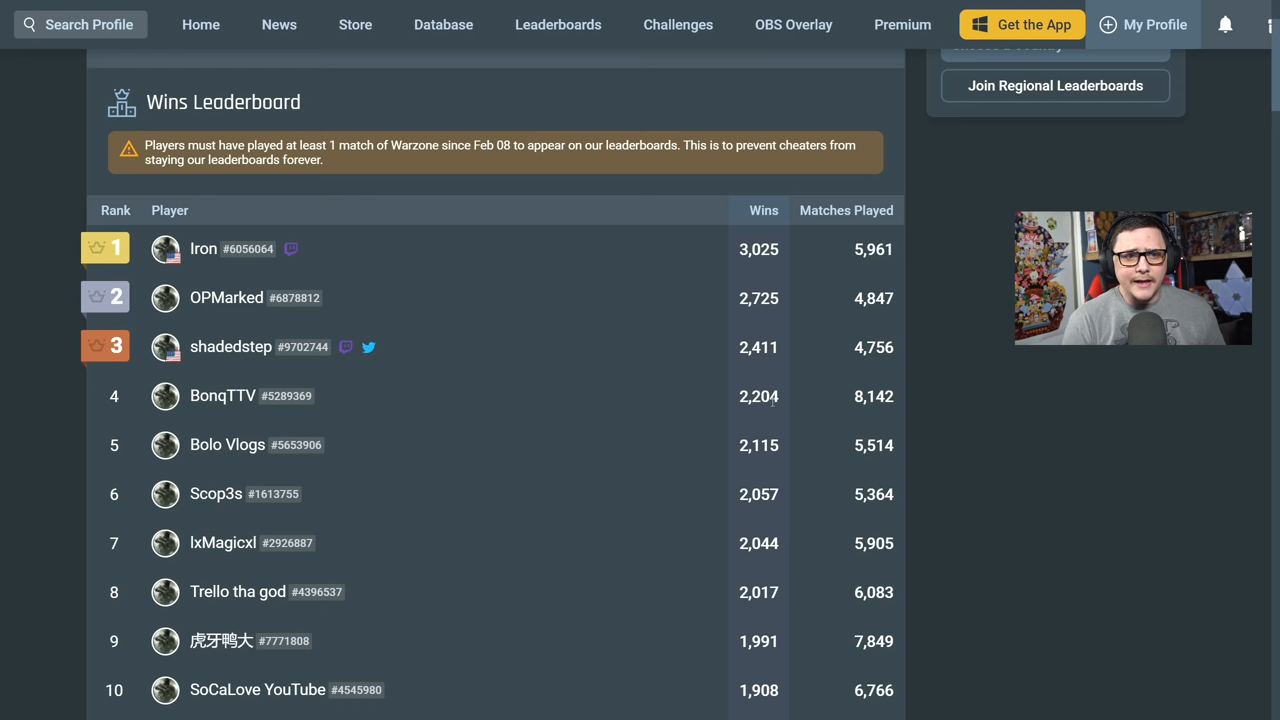 Search Profile Home News Store Database Leaderboards Challenges OBS Overlay Premium Get the App My Profile
Join Regional Leaderboards
Wins Leaderboard
Players must have played at least 1 match of Warzone since Feb 08 to appear on our leaderboards. This is to prevent cheaters from
staying our leaderboards forever.
Rank Player Wins Matches Played
1 Iron #6056064 3,025 5,961
2 OPMarked #6878812 2,725 4,847
3 shadedstep #9702744 2,411 4,756
4 BonqTTV #5289369 2,204 8,142
5 Bolo Vlogs #5653906 2,115 5,514
6 Scop3s #1613755 2,057 5,364
7 lxMagicxl #2926887 2,044 5,905
8 Trello tha god #4396537 2,017 6,083
9 虎牙鸭大 #7771808 1,991 7,849
10 SoCaLove YouTube #4545980 1,908 6,766